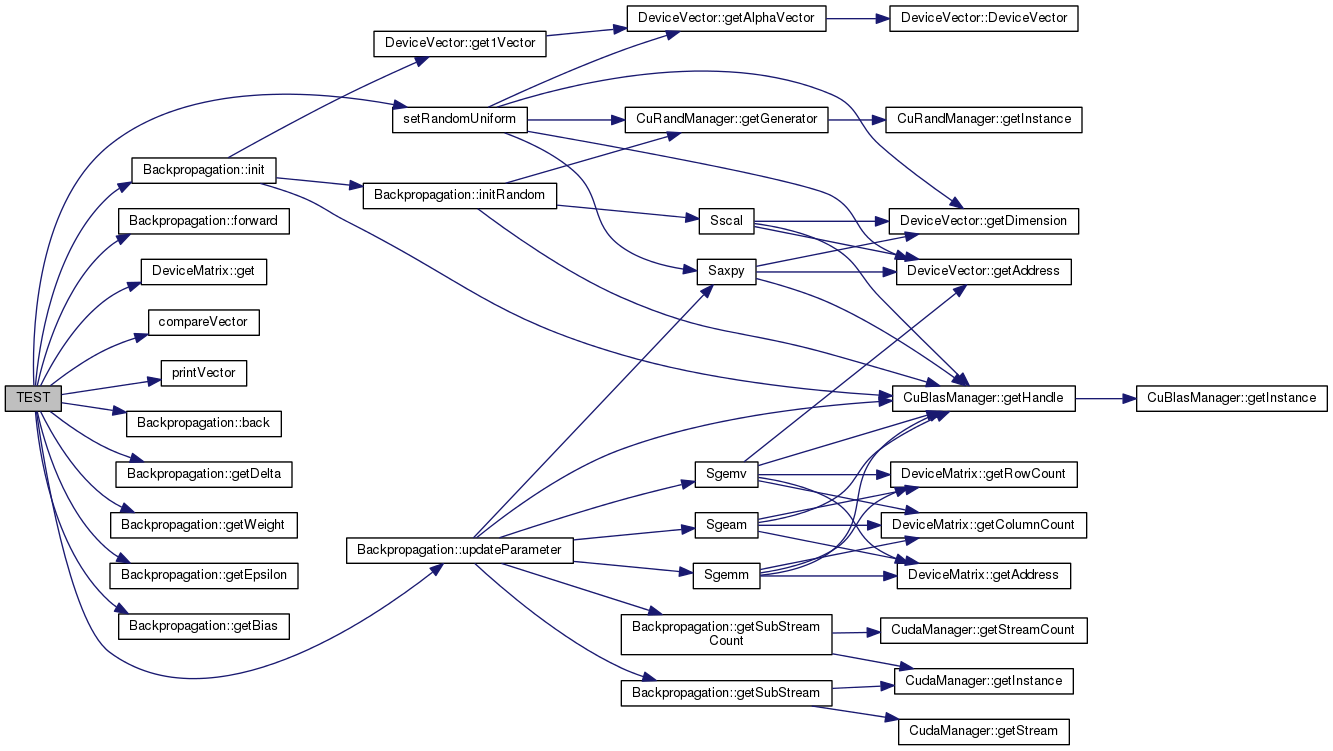 DeviceVector::getAlphaVector
DeviceVector::DeviceVector
DeviceVector::get1Vector
setRandomUniform
CuRandManager::getGenerator
CuRandManager::getInstance
Backpropagation::init
Backpropagation::initRandom
Backpropagation::forward
Sscal
DeviceVector::getDimension
DeviceMatrix::get
Saxpy
DeviceVector::getAddress
compareVector
printVector
TEST
CuBlasManager::getHandle
CuBlasManager::getInstance
Backpropagation::back
Backpropagation::getDelta
Sgemv
DeviceMatrix::getRowCount
Backpropagation::getWeight
Sgeam
DeviceMatrix::getColumnCount
Backpropagation::updateParameter
Backpropagation::getEpsilon
Sgemm
DeviceMatrix::getAddress
Backpropagation::getBias
Backpropagation::getSubStream
Count
CudaManager::getStreamCount
Backpropagation::getSubStream
CudaManager::getInstance
CudaManager::getStream